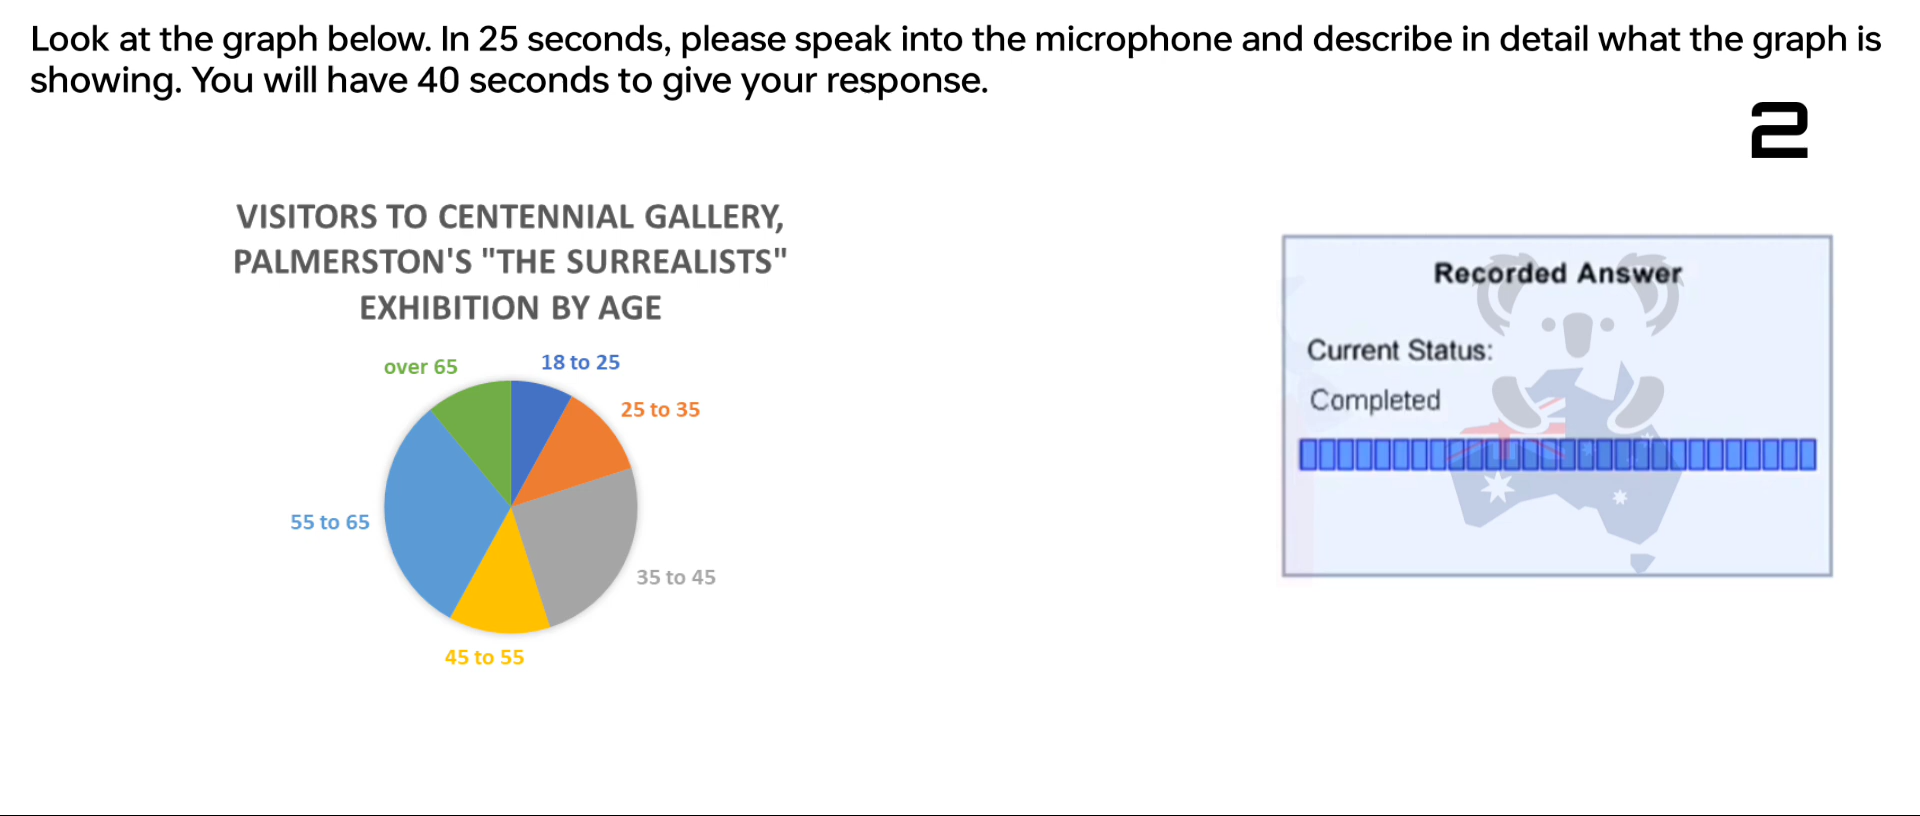 Look at the graph below. In 25 seconds, please speak into the microphone and describe in detail what the graph is
showing. You will have 40 seconds to give your response.
2
VISITORS TO CENTENNIAL GALLERY,
PALMERSTON'S "THE SURREALISTS"
EXHIBITION BY AGE
over 65
18 to 25
25 to 35
55 to 65
35 to 45
45 to 55
Recorded Answer
Current Status:
Completed